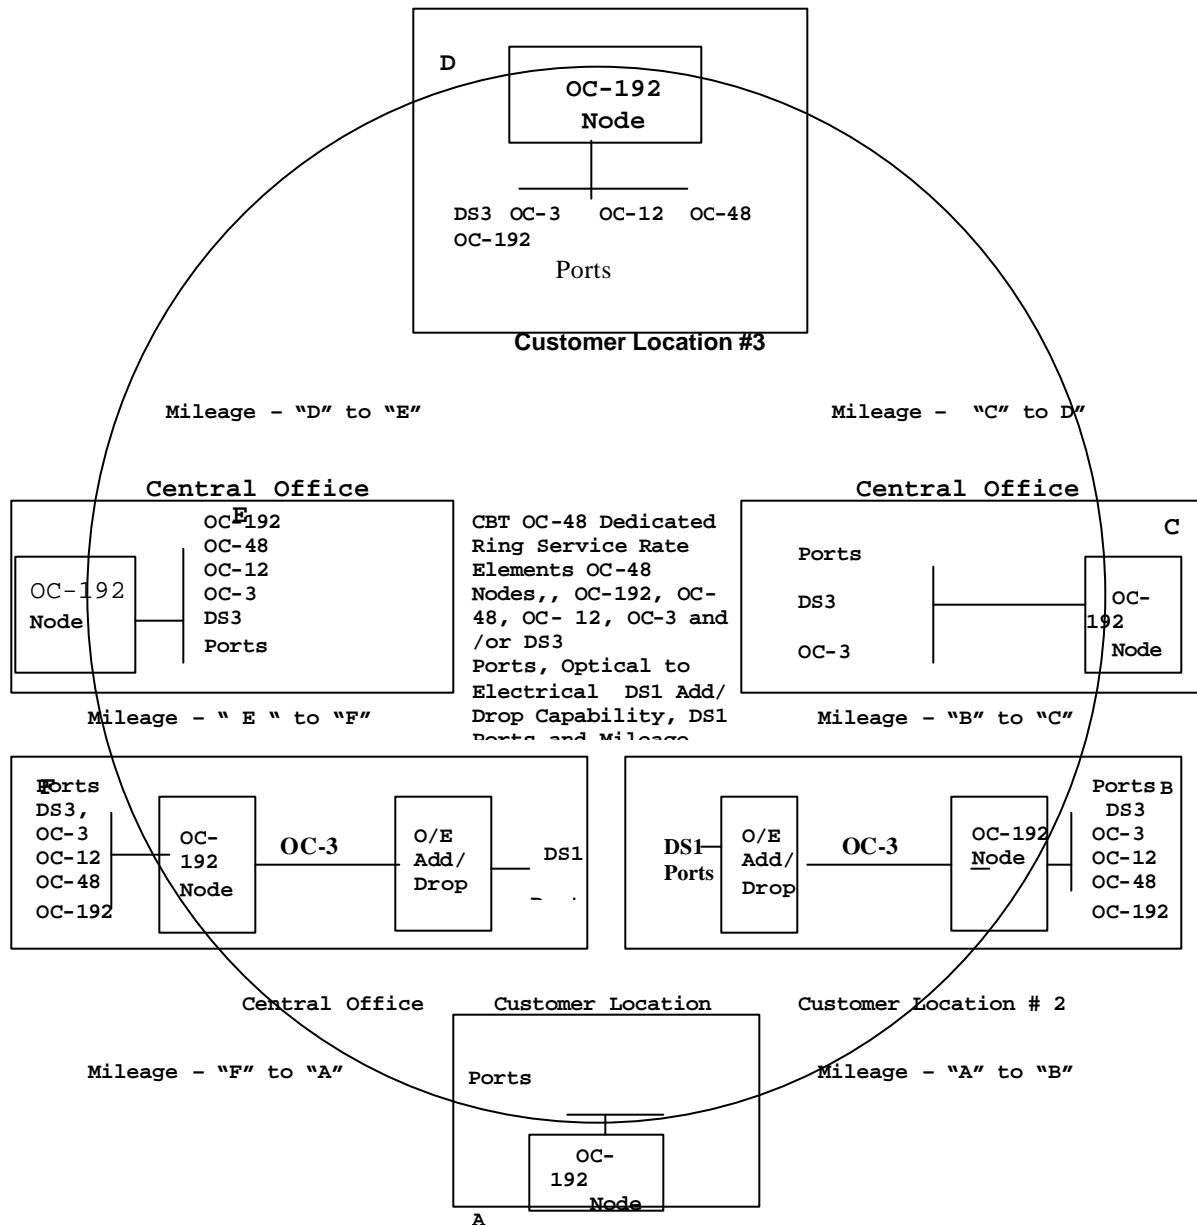 D
OC-192
Node
DS3 OC-3 OC-12 OC-48
OC-192
Ports
Customer Location #3
Mileage – “D” to “E”
Mileage – “C” to D”
Central Office
E
OC-192
OC-48
OC-12
OC-3
DS3
Ports
OC-192
Node
CBT OC-48 Dedicated
Ring Service Rate
Elements OC-48
Nodes,, OC-192, OC-
48, OC- 12, OC-3 and
/or DS3
Ports, Optical to
Electrical DS1 Add/
Drop Capability, DS1
Ports and Mileage
Central Office
C
Ports
DS3
OC-3
OC-
192
Node
Mileage – “ E “ to “F”
Mileage – “B” to “C”
F
Ports
DS3,
OC-3
OC-12
OC-48
OC-192
OC-
192
Node
OC-3
O/E
Add/
Drop
DS1
DS1
Ports
O/E
Add/
Drop
OC-3
OC-192
Node
Ports B
DS3
OC-3
OC-12
OC-48
OC-192
Central Office
Customer Location
Customer Location # 2
Mileage – “F” to “A”
Mileage – “A” to “B”
Ports
OC-
192
Node
A